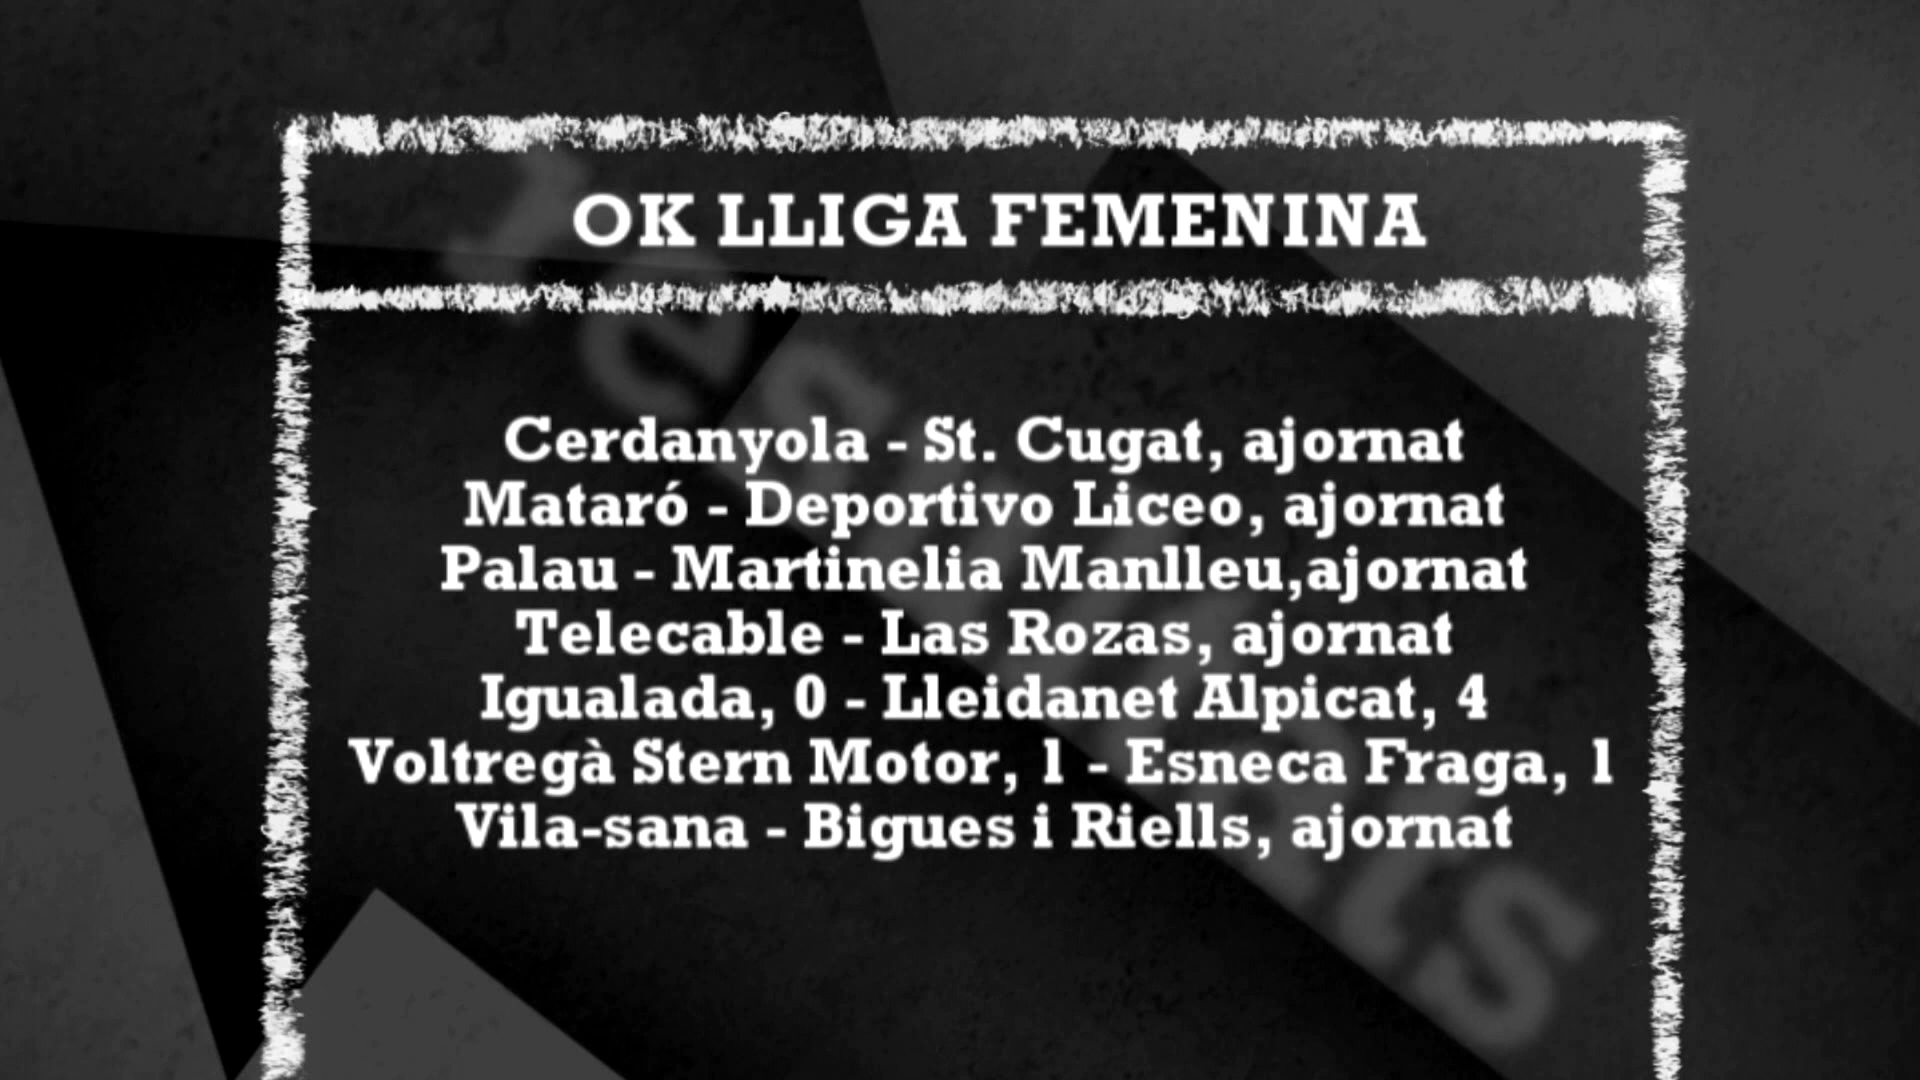 OK LLIGA FEMENINA
Cerdanyola - St. Cugat, ajornat
Mataró - Deportivo Liceo, ajornat
Palau - Martinelia Manlleu,ajornat
Telecable - Las Rozas, ajornat
Igualada, 0 - Lleidanet Alpicat, 4
Voltregà Stern Motor, 1 - Esneca Fraga, 1
Vila-sana - Bigues i Riells, ajornat